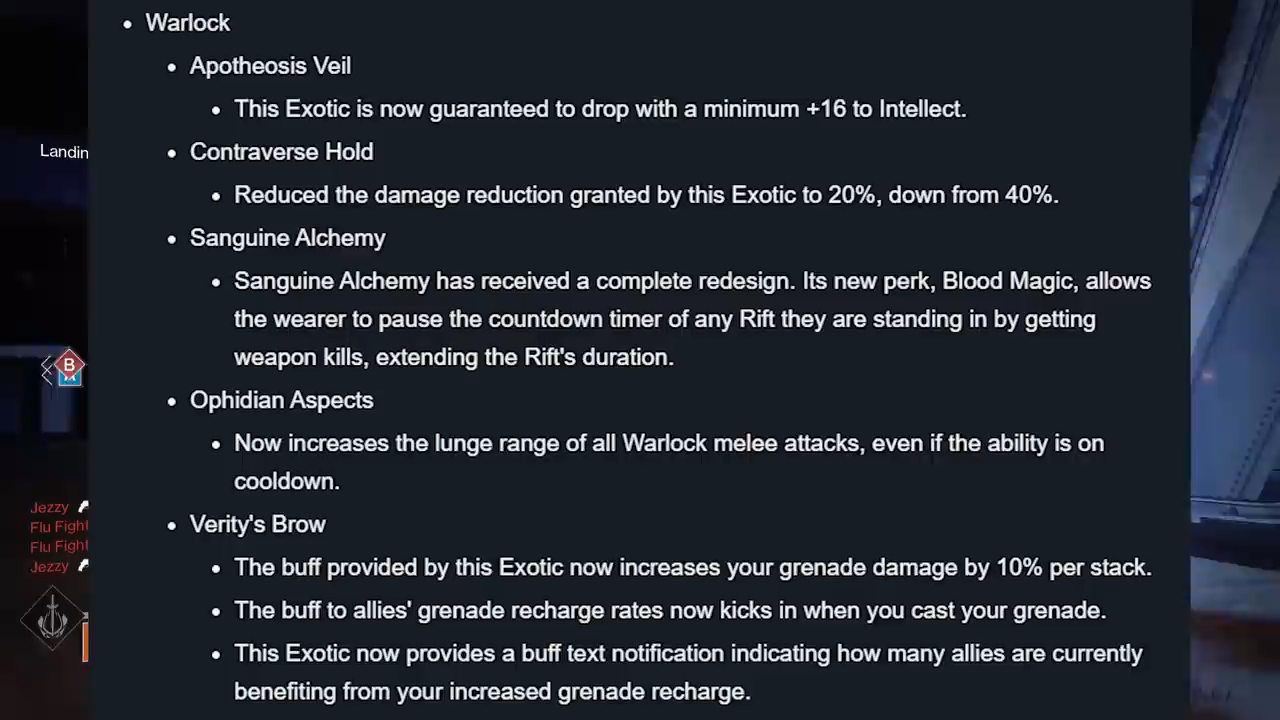 Warlock
Apotheosis Veil
This Exotic is now guaranteed to drop with a minimum +16 to Intellect.
Landin
Contraverse Hold
Reduced the damage reduction granted by this Exotic to 20%, down from 40%.
Sanguine Alchemy
Sanguine Alchemy has received a complete redesign. Its new perk, Blood Magic, allows
the wearer to pause the countdown timer of any Rift they are standing in by getting
weapon kills, extending the Rift's duration.
B
Ophidian Aspects
Now increases the lunge range of all Warlock melee attacks, even if the ability is on
cooldown.
Jezzy
Flu Fight
Flu Fight
Jezzy
Verity's Brow
The buff provided by this Exotic now increases your grenade damage by 10% per stack.
The buff to allies' grenade recharge rates now kicks in when you cast your grenade.
This Exotic now provides a buff text notification indicating how many allies are currently
benefiting from your increased grenade recharge.